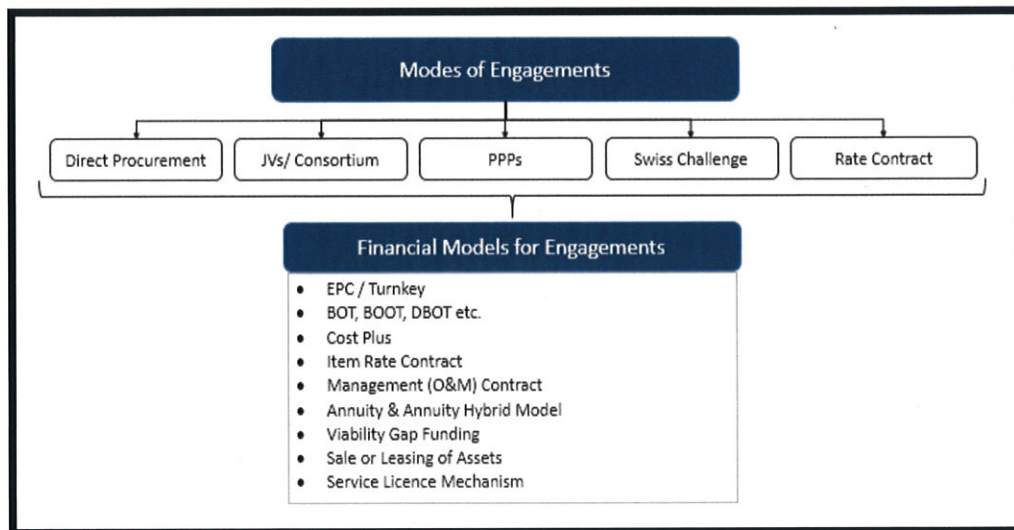 Modes of Engagements
Direct Procurement
JVs/ Consortium
PPPs
Swiss Challenge
Rate Contract
Financial Models for Engagements
• EPC / Turnkey
• BOT, BOOT, DBOT etc.
• Cost Plus
• Item Rate Contract
• Management (O&M) Contract
• Annuity & Annuity Hybrid Model
• Viability Gap Funding
• Sale or Leasing of Assets
• Service Licence Mechanism